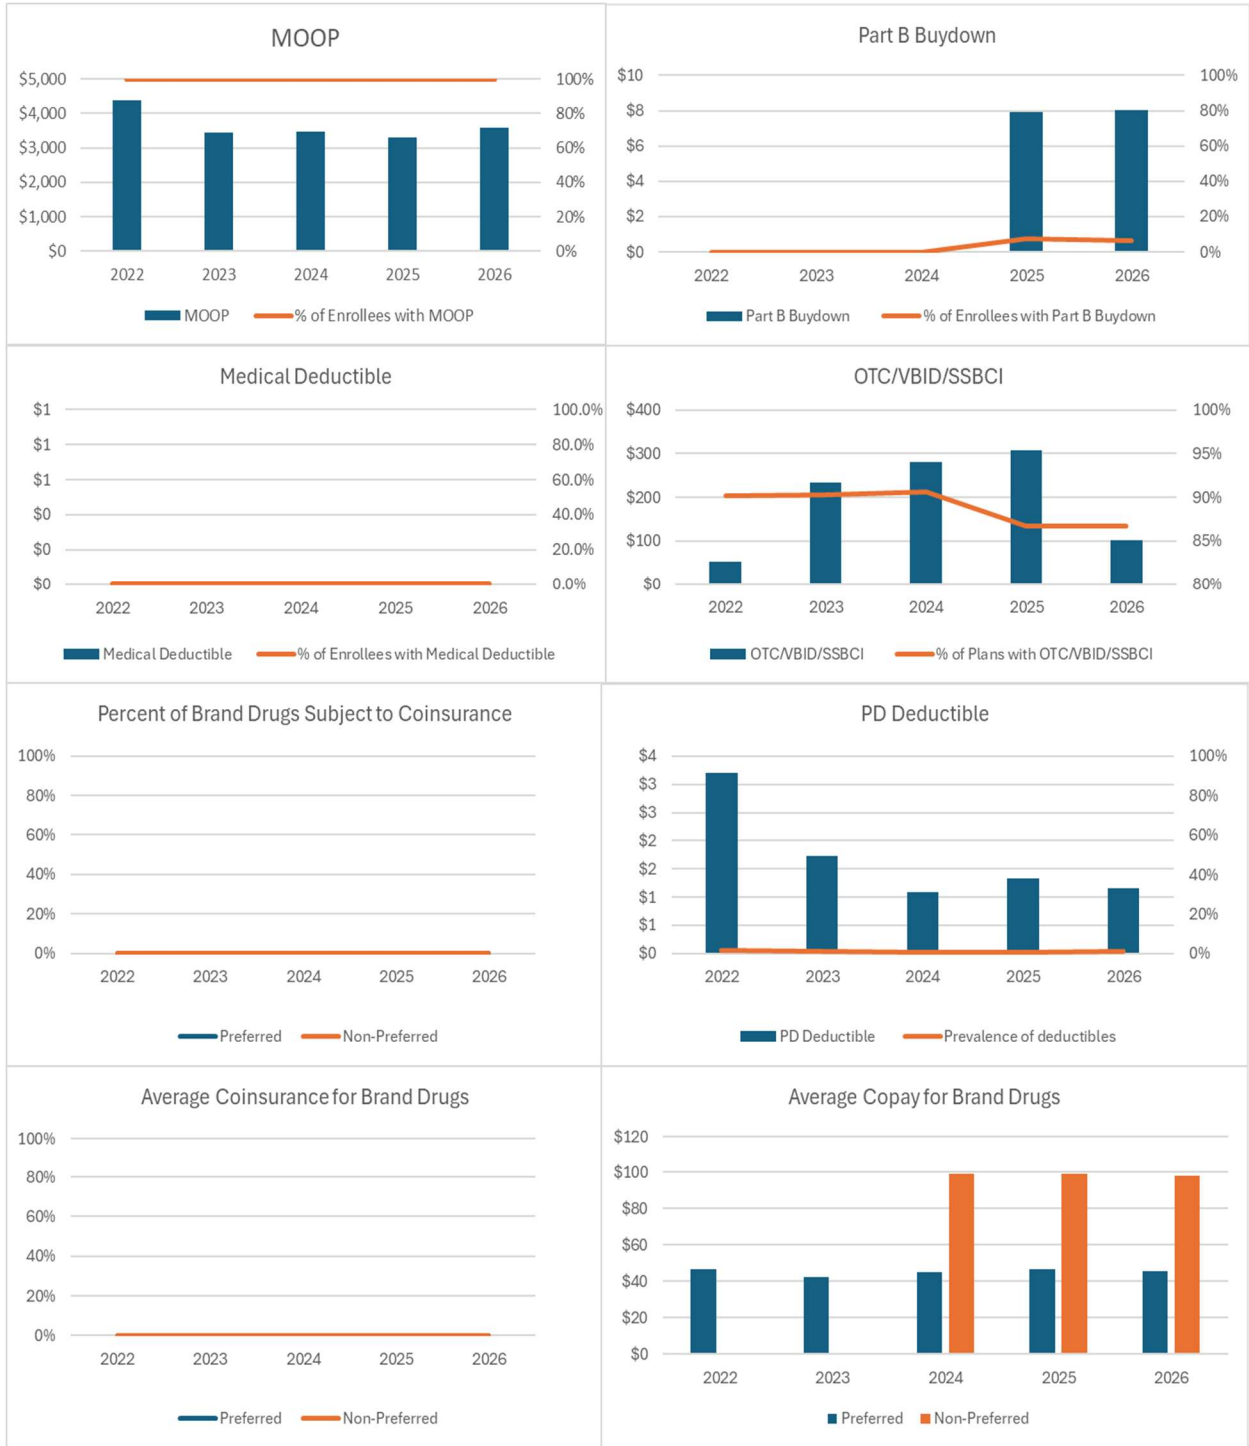 MOOP
$5,000 100%
$4,000 80%
$3,000 60%
$2,000 40%
$1,000 20%
$0 0%
2022 2023 2024 2025 2026
MOOP % of Enrollees with MOOP
Part B Buydown
$10 100%
$8 80%
$6 60%
$4 40%
$2 20%
$0 0%
2022 2023 2024 2025 2026
Part B Buydown % of Enrollees with Part B Buydown
Medical Deductible
$1 100.0%
$1 80.0%
$1 60.0%
$0 40.0%
$0 20.0%
$0 0.0%
2022 2023 2024 2025 2026
Medical Deductible % of Enrollees with Medical Deductible
OTC/VBID/SSBCI
$400 100%
$300 95%
$200 90%
$100 85%
$0 80%
2022 2023 2024 2025 2026
OTC/VBID/SSBCI % of Plans with OTC/VBID/SSBCI
Percent of Brand Drugs Subject to Coinsurance
100%
80%
60%
40%
20%
0%
2022 2023 2024 2025 2026
Preferred Non-Preferred
PD Deductible
$4 100%
$3
80%
$3
$2 60%
$2
40%
$1
20%
$1
$0 0%
2022 2023 2024 2025 2026
PD Deductible Prevalence of deductibles
Average Coinsurance for Brand Drugs
100%
80%
60%
40%
20%
0%
2022 2023 2024 2025 2026
Preferred Non-Preferred
Average Copay for Brand Drugs
$120
$100
$80
$60
$40
$20
$0
2022 2023 2024 2025 2026
Preferred Non-Preferred